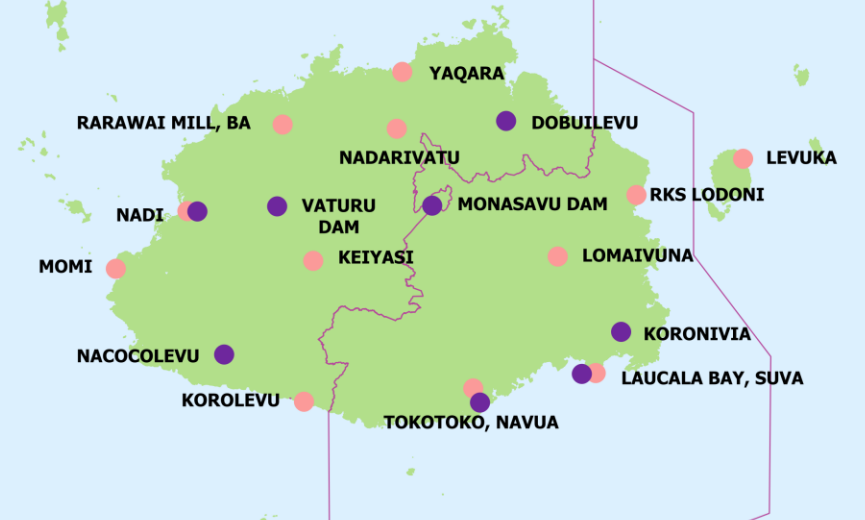 YAQARA
RARAWAI MILL, BA
DOBUILEVU
NADARIVATU
LEVUKA
RKS LODONI
NADI
VATURU
DAM
MONASAVU DAM
KEIYASI
LOMAIVUNA
MOMI
KORONIVIA
NACOCOLEVU
LAUCALA BAY, SUVA
KOROLEVU
TOKOTOKO, NAVUA